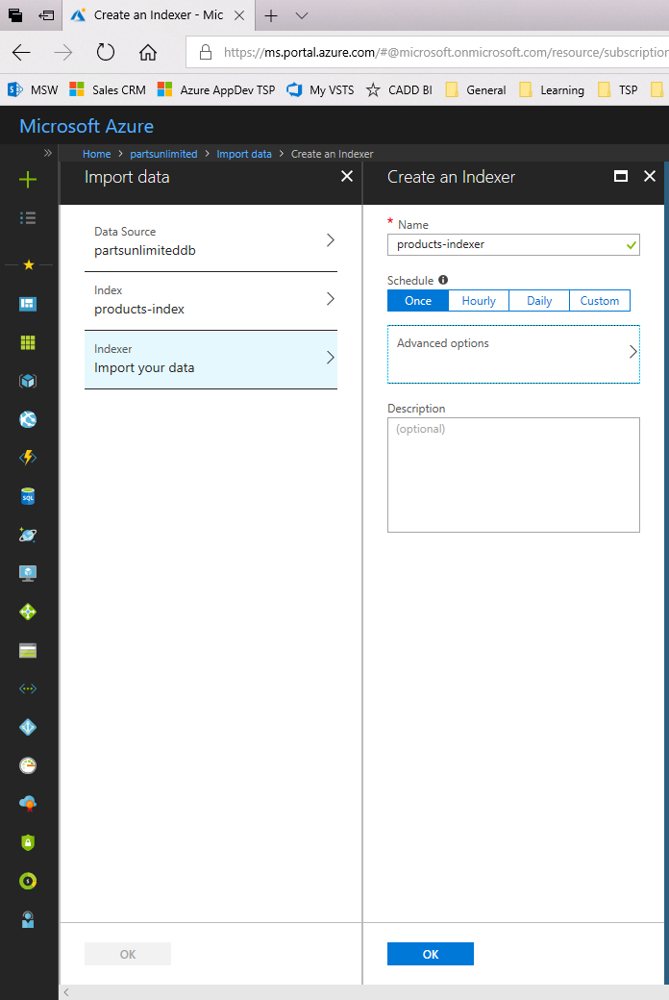 Create an Indexer - Mic
https://ms.portal.azure.com/#@microsoft.onmicrosoft.com/resource/subscription
MSW Sales CRM Azure AppDev TSP My VSTS CADD BI General Learning TSP
Microsoft Azure
Home > partsunlimited > Import data > Create an Indexer
Import data
Data Source
partsunlimiteddb
Index
products-index
Indexer
Import your data
OK
Create an Indexer
* Name
products-indexer
Schedule
Once Hourly Daily Custom
Advanced options
Description
(optional)
OK